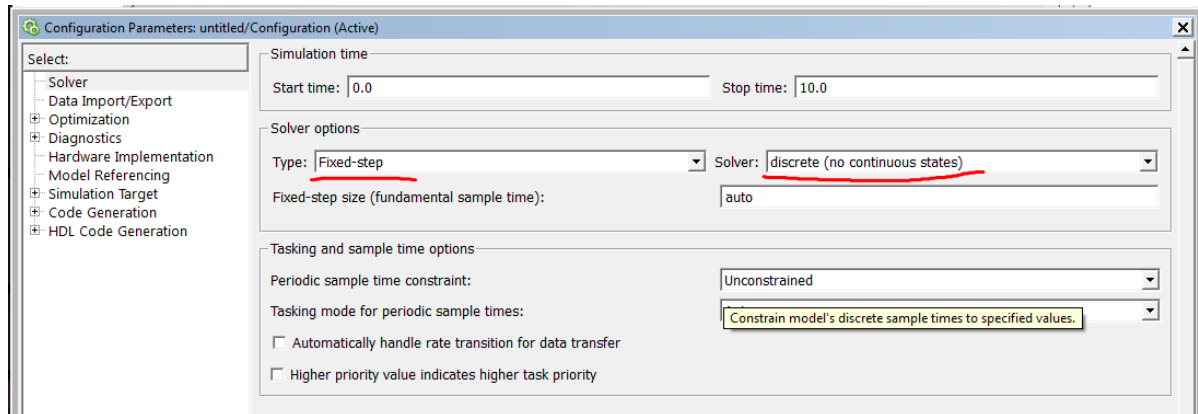 Configuration Parameters: untitled/Configuration (Active)
Select:
Solver
Data Import/Export
Optimization
Diagnostics
Hardware Implementation
Model Referencing
Simulation Target
Code Generation
HDL Code Generation
Simulation time
Start time: 0.0 Stop time: 10.0
Solver options
Type: Fixed-step Solver: discrete (no continuous states)
Fixed-step size (fundamental sample time): auto
Tasking and sample time options
Periodic sample time constraint: Unconstrained
Tasking mode for periodic sample times:
Constrain model's discrete sample times to specified values.
Automatically handle rate transition for data transfer
Higher priority value indicates higher task priority